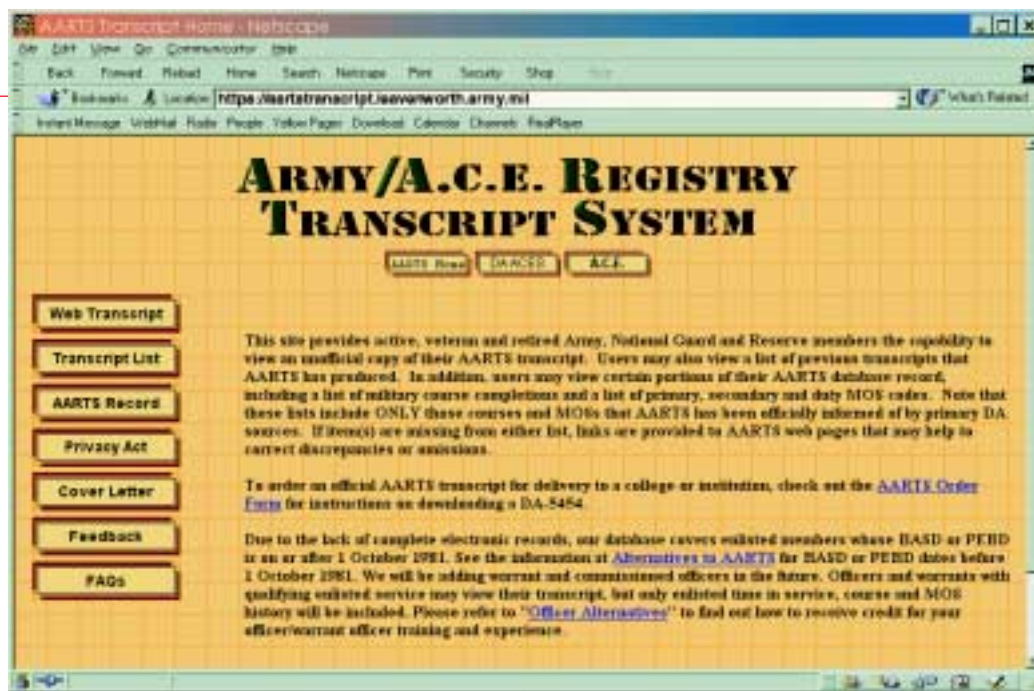 AARTS Transcript Home - Netscape
Edit View Go Communicator Help
Back Forward Reload Home Search Netscape Print Security Shop
Bookmarks Location https://aartstranscript.leavenworth.army.mil What's Related
Instant Message WebMail Radio People Yellow Pages Download Calendar Channels RealPlayer
ARMY/A.C.E. REGISTRY
TRANSCRIPT SYSTEM
AARTS Home DA ACES A.C.E.
Web Transcript
Transcript List
AARTS Record
Privacy Act
Cover Letter
Feedback
FAQs
This site provides active, veteran and retired Army, National Guard and Reserve members the capability to
view an unofficial copy of their AARTS transcript. Users may also view a list of previous transcripts that
AARTS has produced. In addition, users may view certain portions of their AARTS database record,
including a list of military course completions and a list of primary, secondary and duty MOS codes. Note that
these lists include ONLY those courses and MOSs that AARTS has been officially informed of by primary DA
sources. If item(s) are missing from either list, links are provided to AARTS web pages that may help to
correct discrepancies or omissions.
To order an official AARTS transcript for delivery to a college or institution, check out the AARTS Order
Form for instructions on downloading a DA-5454.
Due to the lack of complete electronic records, our database covers enlisted members whose BASD or PEBD
is on or after 1 October 1981. See the information at Alternatives to AARTS for BASD or PEBD dates before
1 October 1981. We will be adding warrant and commissioned officers in the future. Officers and warrants with
qualifying enlisted service may view their transcript, but only enlisted time in service, course and MOS
history will be included. Please refer to "Officer Alternatives" to find out how to receive credit for your
officer/warrant officer training and experience.